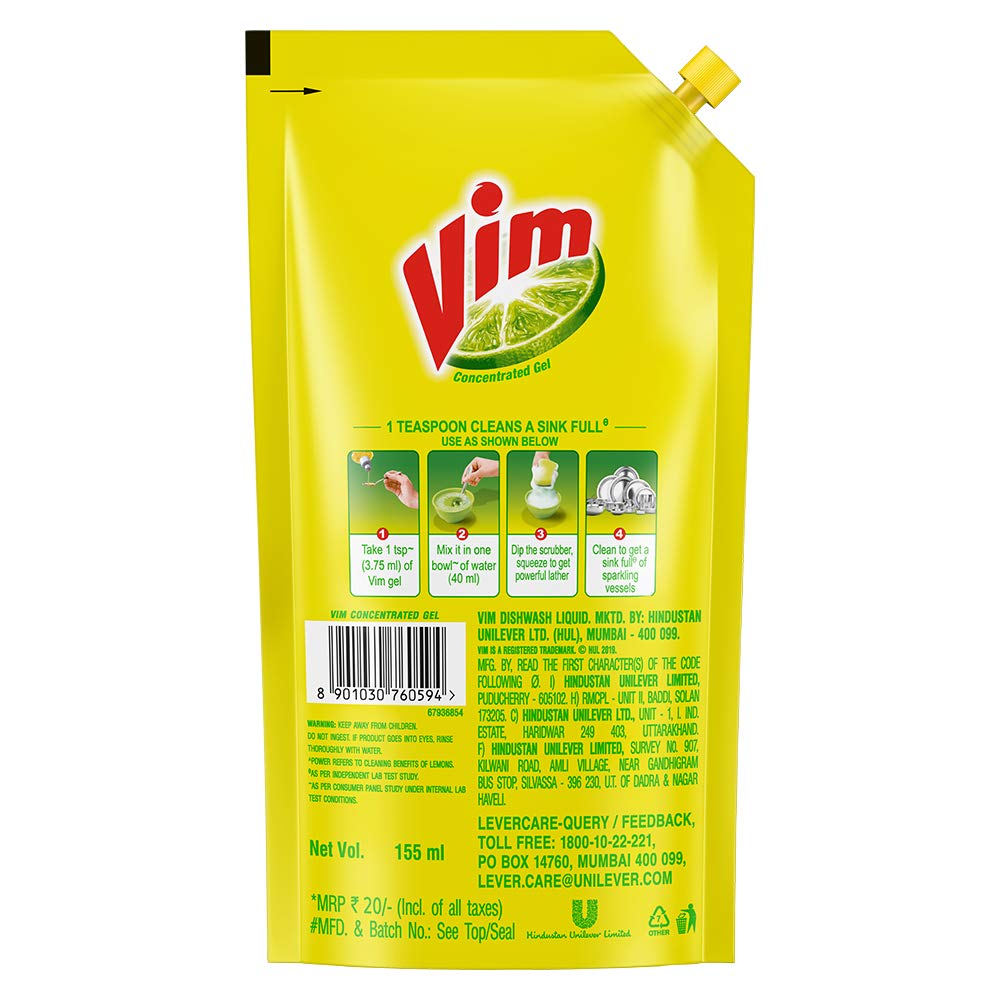 Vim
Concentrated Gel
1 TEASPOON CLEANS A SINK FULLᶿ
USE AS SHOWN BELOW
1
Take 1 tsp~
(3.75 ml) of
Vim gel
2
Mix it in one
bowl~ of water
(40 ml)
3
Dip the scrubber,
squeeze to get
powerful lather
4
Clean to get a
sink fullᶿ of
sparkling
vessels
VIM CONCENTRATED GEL
8 901030 760594 >
67936854
WARNING: KEEP AWAY FROM CHILDREN.
DO NOT INGEST. IF PRODUCT GOES INTO EYES, RINSE
THOROUGHLY WITH WATER.
^POWER REFERS TO CLEANING BENEFITS OF LEMONS.
ᶿAS PER INDEPENDENT LAB TEST STUDY.
~AS PER CONSUMER PANEL STUDY UNDER INTERNAL LAB
TEST CONDITIONS.
Net Vol. 155 ml
*MRP ₹ 20/- (Incl. of all taxes)
#MFD. & Batch No.: See Top/Seal
VIM DISHWASH LIQUID. MKTD. BY: HINDUSTAN
UNILEVER LTD. (HUL), MUMBAI - 400 099.
VIM IS A REGISTERED TRADEMARK. © HUL 2019.
MFG. BY, READ THE FIRST CHARACTER(S) OF THE CODE
FOLLOWING Ø. I) HINDUSTAN UNILEVER LIMITED,
PUDUCHERRY - 605102. H) RMCPL - UNIT II, BADDI, SOLAN
173205. C) HINDUSTAN UNILEVER LTD., UNIT - 1, I. IND.
ESTATE, HARIDWAR 249 403, UTTARAKHAND.
F) HINDUSTAN UNILEVER LIMITED, SURVEY NO. 907,
KILWANI ROAD, AMLI VILLAGE, NEAR GANDHIGRAM
BUS STOP, SILVASSA - 396 230, U.T. OF DADRA & NAGAR
HAVELI.
LEVERCARE-QUERY / FEEDBACK,
TOLL FREE: 1800-10-22-221,
PO BOX 14760, MUMBAI 400 099,
LEVER.CARE@UNILEVER.COM
Hindustan Unilever Limited
7
OTHER